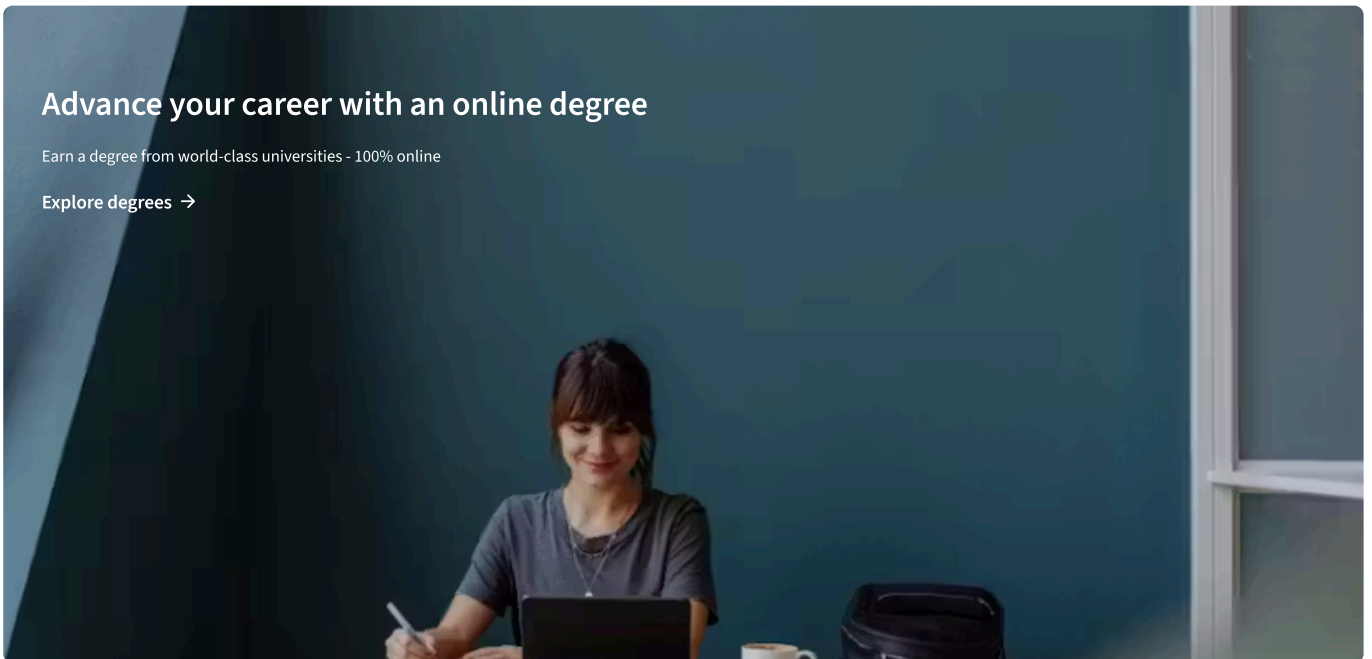 Advance your career with an online degree
Earn a degree from world-class universities - 100% online
Explore degrees →